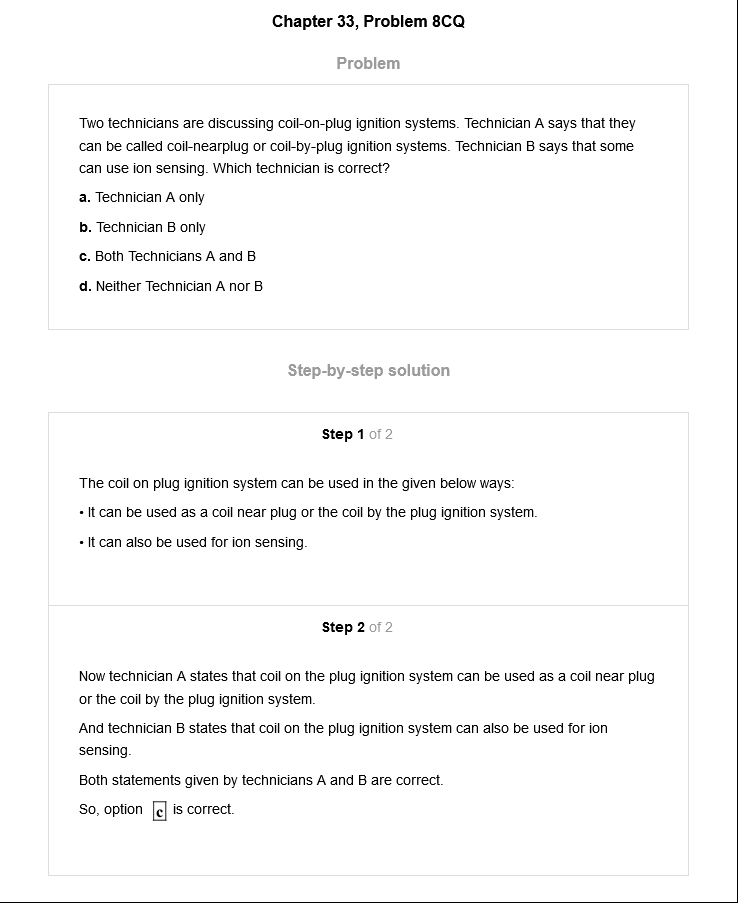 Chapter 33, Problem 8CQ
Problem
Two technicians are discussing coil-on-plug ignition systems. Technician A says that they
can be called coil-nearplug or coil-by-plug ignition systems. Technician B says that some
can use ion sensing. Which technician is correct?
a. Technician A only
b. Technician B only
c. Both Technicians A and B
d. Neither Technician A nor B
Step-by-step solution
Step 1 of 2
The coil on plug ignition system can be used in the given below ways:
• It can be used as a coil near plug or the coil by the plug ignition system.
• It can also be used for ion sensing.
Step 2 of 2
Now technician A states that coil on the plug ignition system can be used as a coil near plug
or the coil by the plug ignition system.
And technician B states that coil on the plug ignition system can also be used for ion
sensing.
Both statements given by technicians A and B are correct.
So, option c is correct.